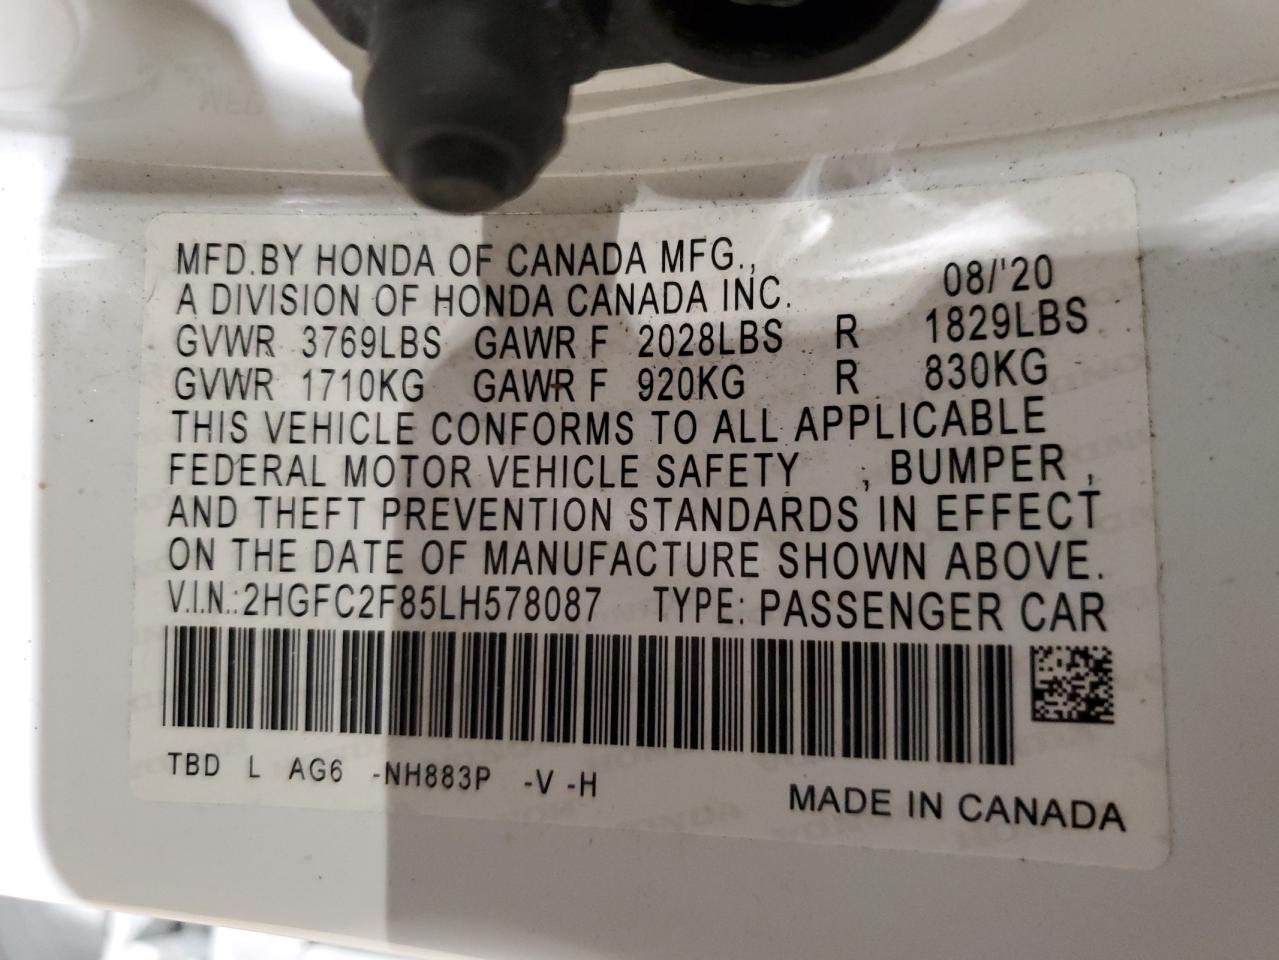 MFD.BY HONDA OF CANADA MFG.,
A DIVISION OF HONDA CANADA INC. 08/'20
GVWR 3769LBS GAWR F 2028LBS R 1829LBS
GVWR 1710KG GAWR F 920KG R 830KG
THIS VEHICLE CONFORMS TO ALL APPLICABLE
FEDERAL MOTOR VEHICLE SAFETY , BUMPER ,
AND THEFT PREVENTION STANDARDS IN EFFECT
ON THE DATE OF MANUFACTURE SHOWN ABOVE.
V.I.N.:2HGFC2F85LH578087 TYPE: PASSENGER CAR
TBD L AG6 -NH883P -V -H
MADE IN CANADA